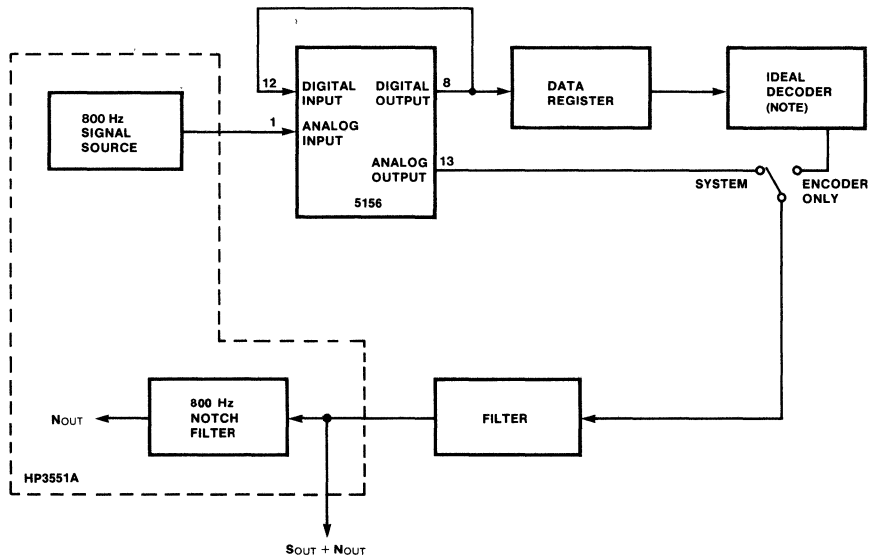 12
DIGITAL INPUT
DIGITAL OUTPUT
8
DATA REGISTER
IDEAL DECODER (NOTE)
800 Hz SIGNAL SOURCE
1
ANALOG INPUT
ANALOG OUTPUT
13
5156
SYSTEM
ENCODER ONLY
NOUT
800 Hz NOTCH FILTER
FILTER
HP3551A
SOUT + NOUT